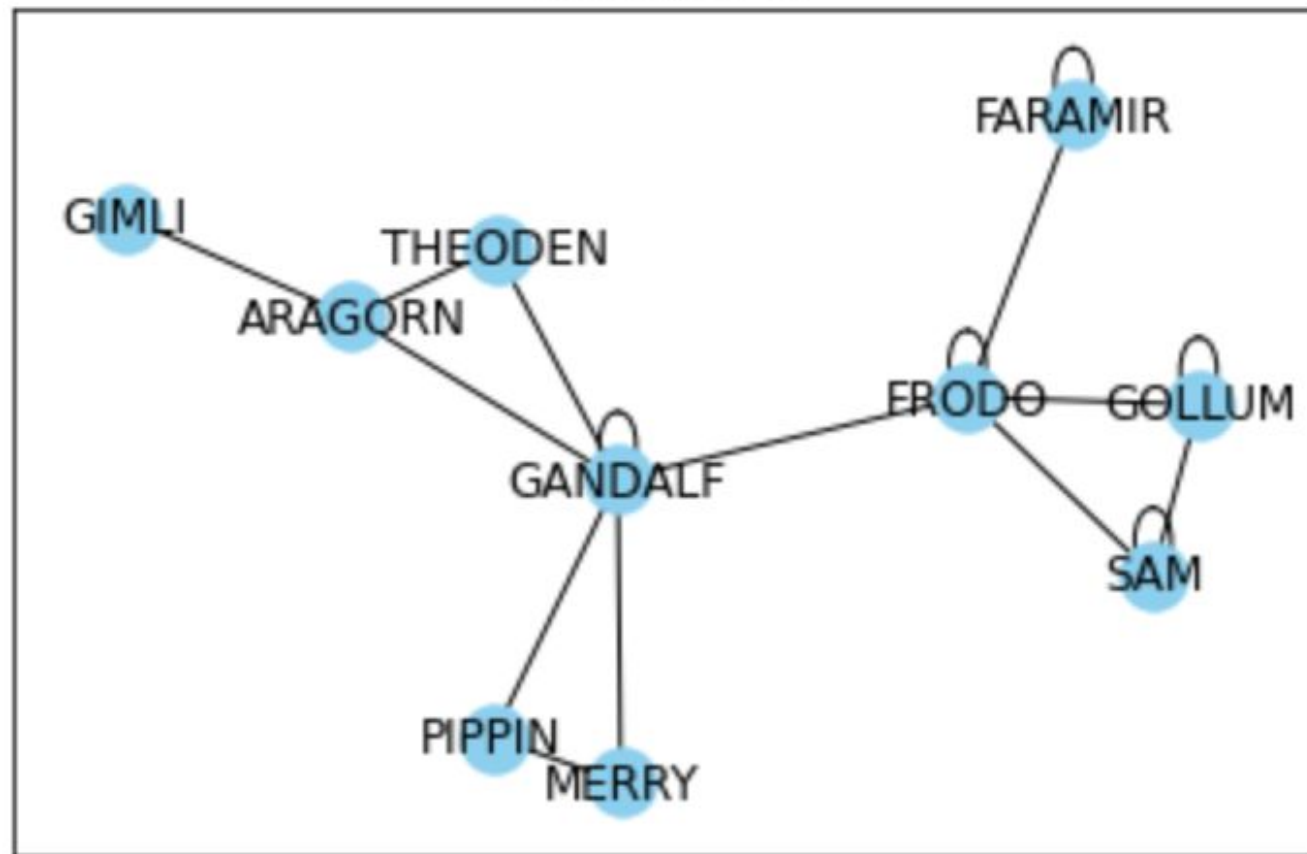 FARAMIR
GIMLI
THEODEN
ARAGORN
FRODO
GOLLUM
GANDALF
SAM
PIPPIN
MERRY